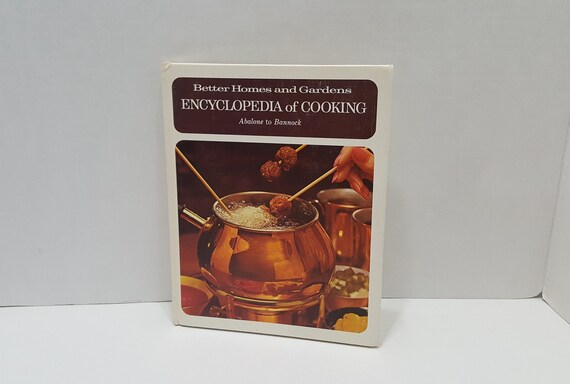 Better Homes and Gardens
ENCYCLOPEDIA of COOKING
Abalone to Bannock